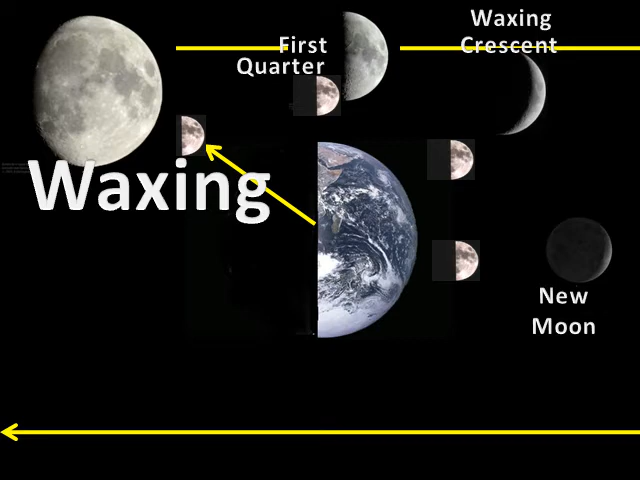 Waxing
Crescent
First
Quarter
Waxing
New
Moon